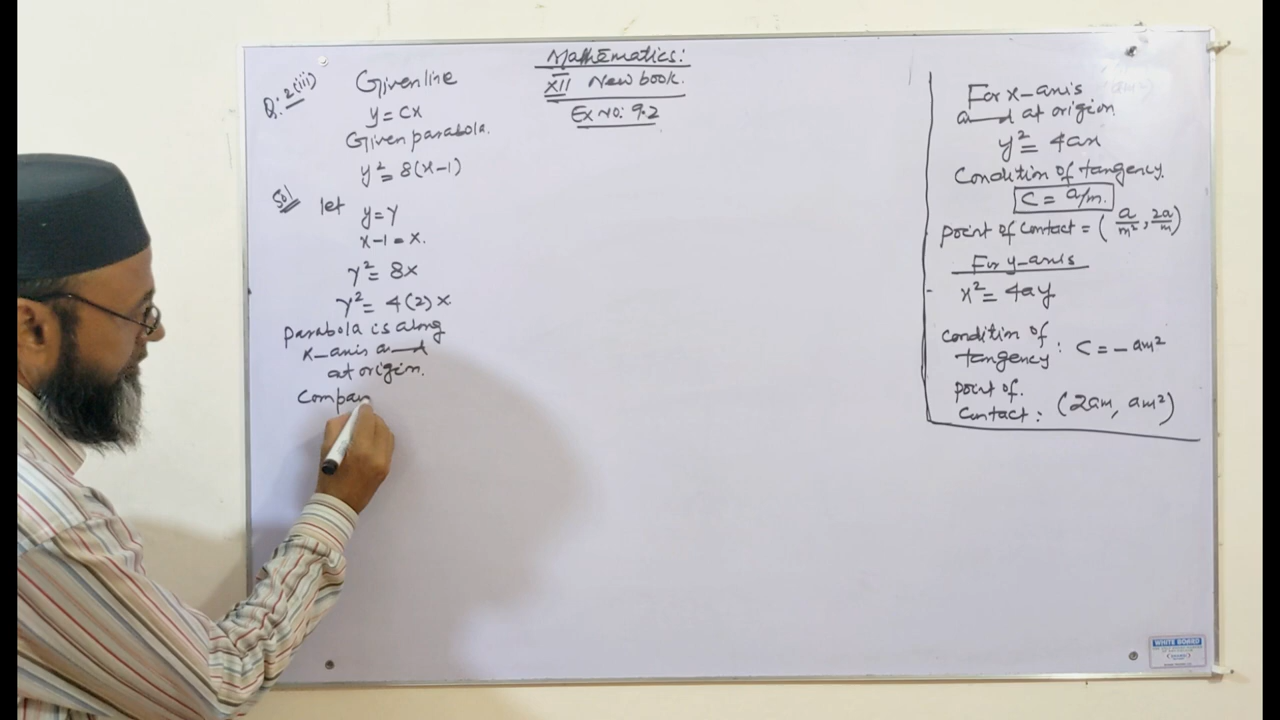 Mathematics:
XII New book.
Ex No: 9.2
Q: 2(iii)
Given line
y = cx
Given parabola.
y² = 8(x-1)
Sol
let
y = Y
x-1 = X.
Y² = 8X
Y² = 4(2)X
parabola is along
x-axis and
at origin.
Compar
For x-axis
and at origion
y² = 4ax
Condition of tangency.
C = a/m.
point of Contact = (a/m², 2a/m)
For y-axis
x² = 4ay
condition of
tangency: C = -am²
point of.
Contact: (2am, am²)
WHITE BOARD